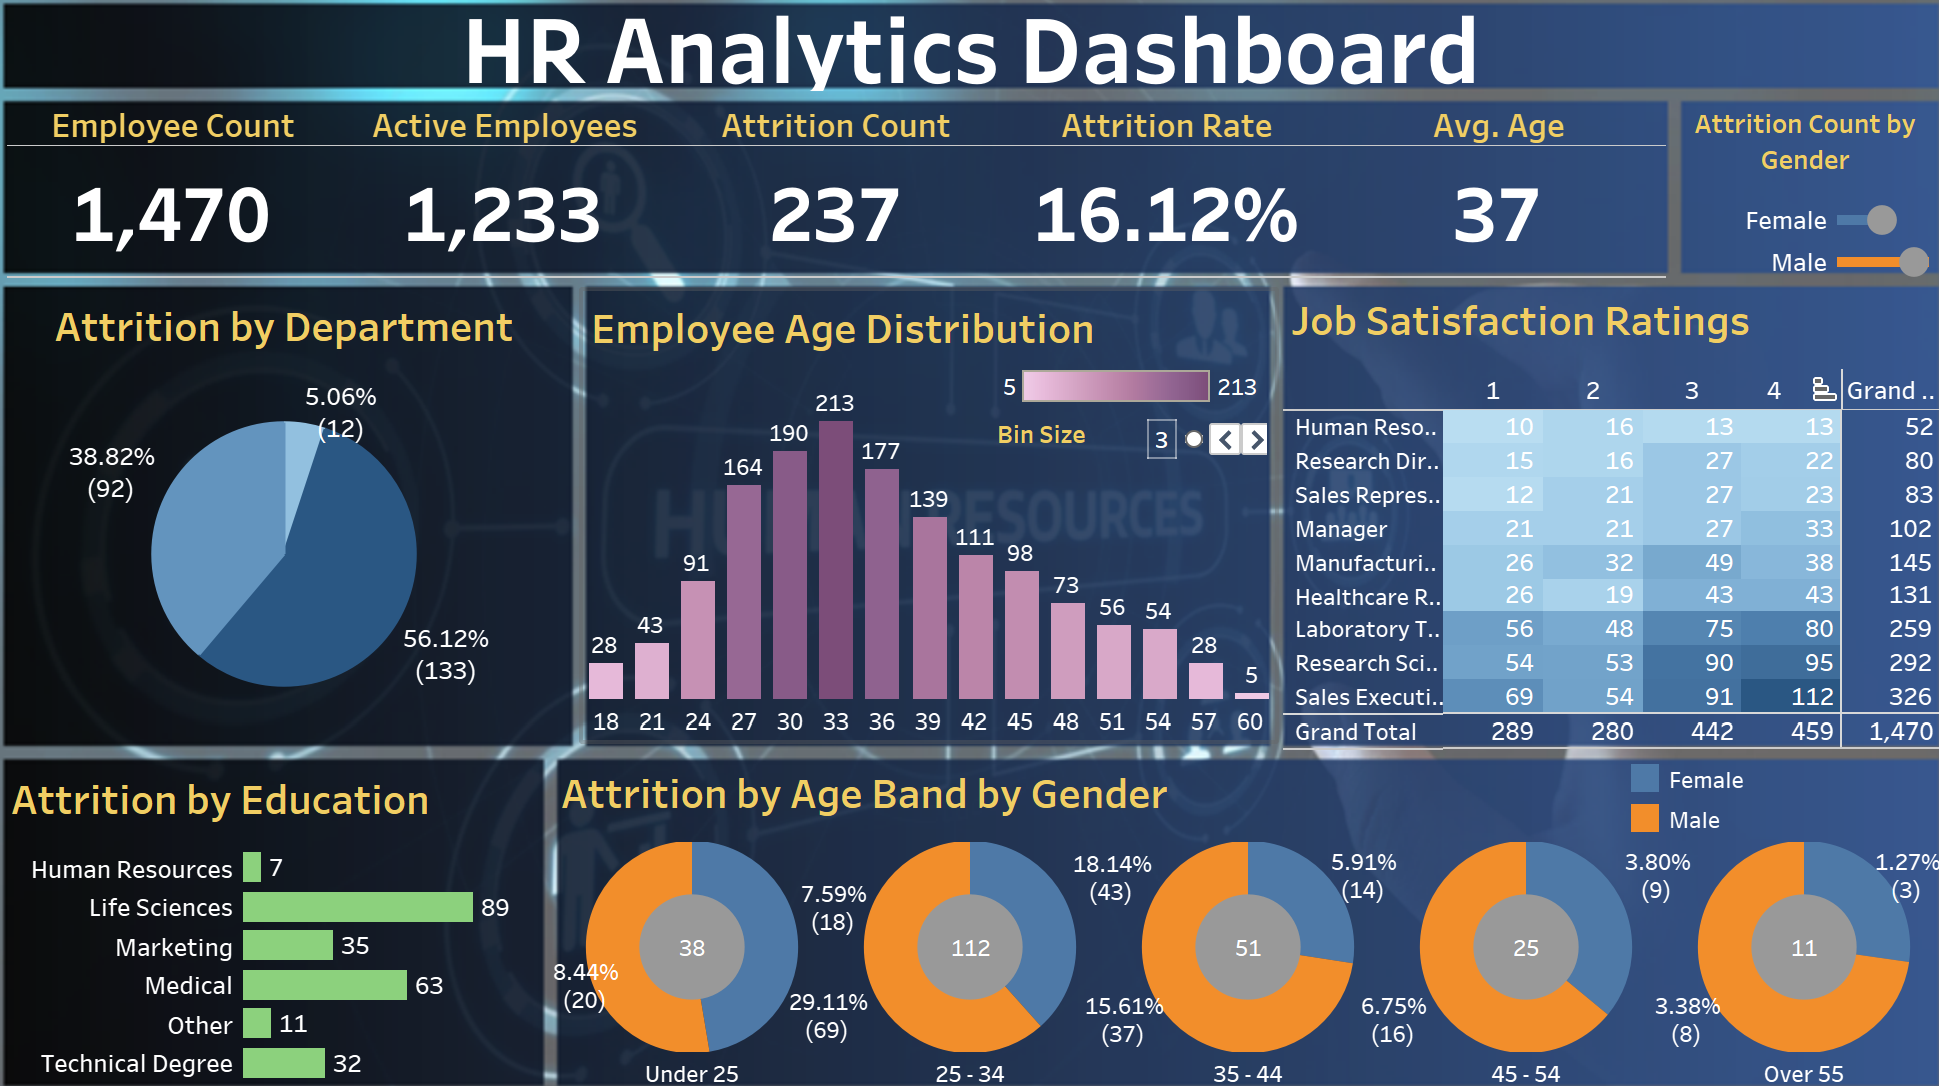 HR Analytics Dashboard
Employee Count Active Employees Attrition Count Attrition Rate Avg. Age
1,470 1,233 237 16.12% 37
Attrition Count by
Gender
Female
Male
Attrition by Department
5.06%
(12)
38.82%
(92)
56.12%
(133)
Employee Age Distribution
5 213
Bin Size 3
28 43 91 164 190 213 177 139 111 98 73 56 54 28 5
18 21 24 27 30 33 36 39 42 45 48 51 54 57 60
HUMAN RESOURCES
Job Satisfaction Ratings
1 2 3 4 Grand ..
Human Reso.. 10 16 13 13 52
Research Dir.. 15 16 27 22 80
Sales Repres.. 12 21 27 23 83
Manager 21 21 27 33 102
Manufacturi.. 26 32 49 38 145
Healthcare R.. 26 19 43 43 131
Laboratory T.. 56 48 75 80 259
Research Sci.. 54 53 90 95 292
Sales Executi.. 69 54 91 112 326
Grand Total 289 280 442 459 1,470
Attrition by Education
Human Resources 7
Life Sciences 89
Marketing 35
Medical 63
Other 11
Technical Degree 32
Attrition by Age Band by Gender
Female
Male
7.59%
(18)
38
8.44%
(20)
Under 25
18.14%
(43)
112
29.11%
(69)
25 - 34
5.91%
(14)
51
15.61%
(37)
35 - 44
3.80%
(9)
25
6.75%
(16)
45 - 54
1.27%
(3)
11
3.38%
(8)
Over 55